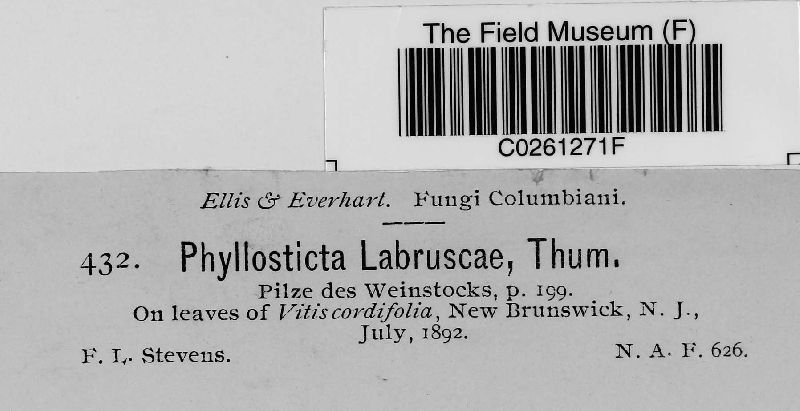 The Field Museum (F)
C0261271F
Ellis & Everhart. Fungi Columbiani.
432. Phyllosticta Labruscae, Thum.
Pilze des Weinstocks, p. 199.
On leaves of Vitis cordifolia, New Brunswick, N. J.,
July, 1892.
F. L. Stevens. N. A. F. 626.